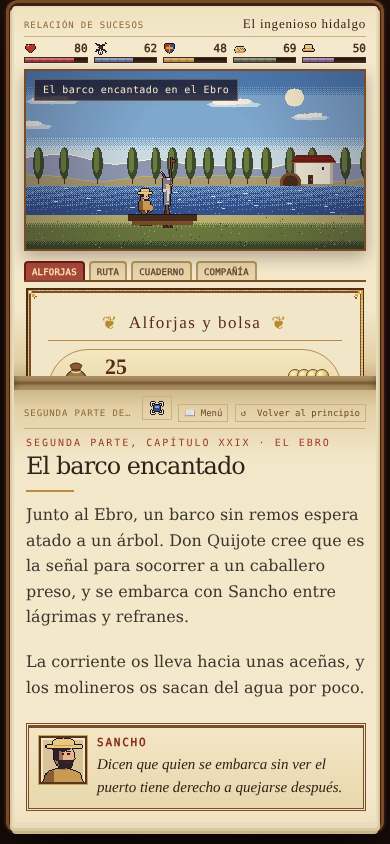 RELACIÓN DE SUCESOS
El ingenioso hidalgo
80 62 48 69 50
El barco encantado en el Ebro
ALFORJAS RUTA CUADERNO COMPAÑÍA
Alforjas y bolsa
25
SEGUNDA PARTE DE…
Menú
↺ Volver al principio
SEGUNDA PARTE, CAPÍTULO XXIX · EL EBRO
El barco encantado
Junto al Ebro, un barco sin remos espera
atado a un árbol. Don Quijote cree que es
la señal para socorrer a un caballero
preso, y se embarca con Sancho entre
lágrimas y refranes.
La corriente os lleva hacia unas aceñas, y
los molineros os sacan del agua por poco.
SANCHO
Dicen que quien se embarca sin ver el
puerto tiene derecho a quejarse después.